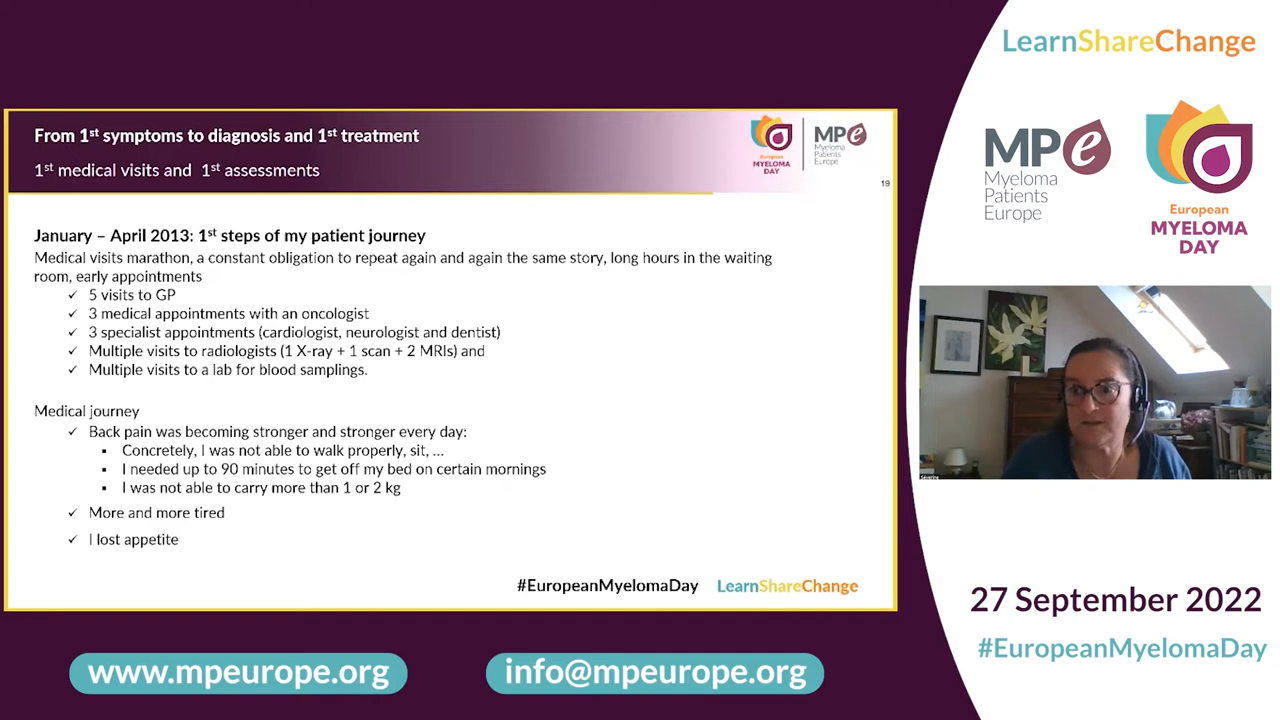 LearnShareChange
From 1st symptoms to diagnosis and 1st treatment
1st medical visits and 1st assessments
European
MYELOMA
DAY
MPe
Myeloma
Patients
Europe
19
January – April 2013: 1st steps of my patient journey
Medical visits marathon, a constant obligation to repeat again and again the same story, long hours in the waiting
room, early appointments
✓ 5 visits to GP
✓ 3 medical appointments with an oncologist
✓ 3 specialist appointments (cardiologist, neurologist and dentist)
✓ Multiple visits to radiologists (1 X-ray + 1 scan + 2 MRIs) and
✓ Multiple visits to a lab for blood samplings.
Medical journey
✓ Back pain was becoming stronger and stronger every day:
▪ Concretely, I was not able to walk properly, sit, …
▪ I needed up to 90 minutes to get off my bed on certain mornings
▪ I was not able to carry more than 1 or 2 kg
✓ More and more tired
✓ I lost appetite
#EuropeanMyelomaDay LearnShareChange
MPe
Myeloma
Patients
Europe
European
MYELOMA
DAY
27 September 2022
#EuropeanMyelomaDay
www.mpeurope.org
info@mpeurope.org